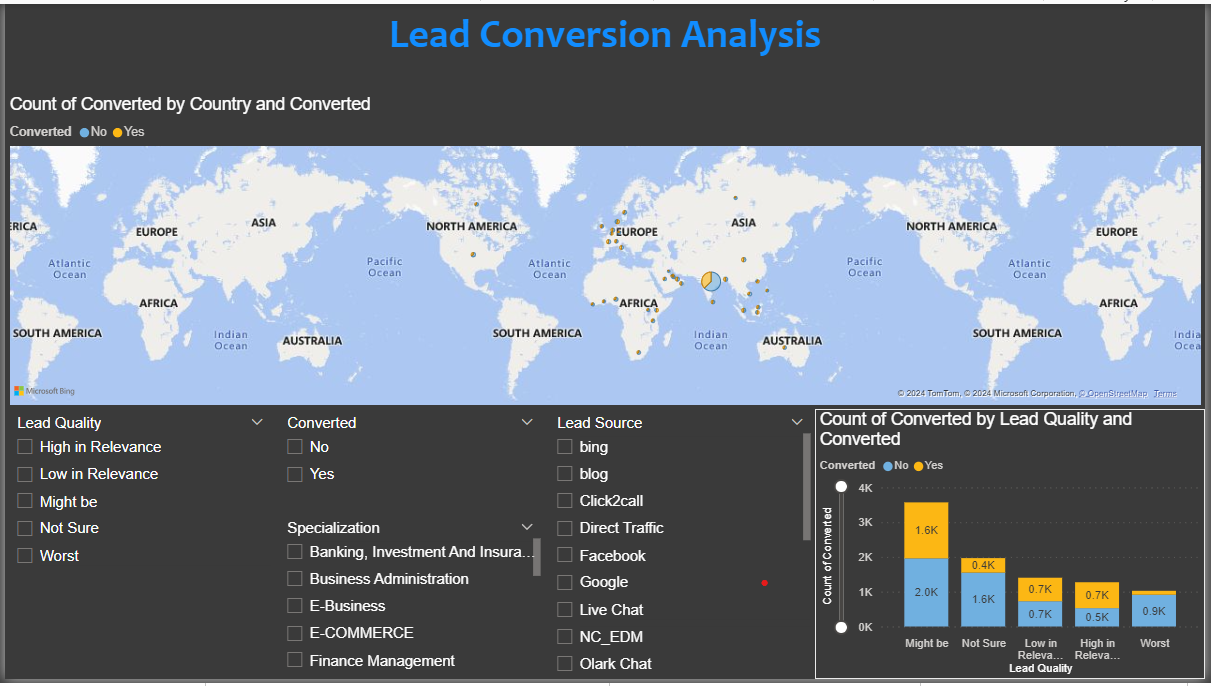 Lead Conversion Analysis
Count of Converted by Country and Converted
Converted No Yes
ERICA EUROPE ASIA NORTH AMERICA EUROPE ASIA NORTH AMERICA EUROPE
Atlantic Ocean
Pacific Ocean
Atlantic Ocean
Pacific Ocean
Atlantic Ocean
AFRICA AFRICA AFRICA
SOUTH AMERICA
Indian Ocean
AUSTRALIA
SOUTH AMERICA
Indian Ocean
AUSTRALIA
SOUTH AMERICA
India
Ocea
Microsoft Bing
© 2024 TomTom, © 2024 Microsoft Corporation, © OpenStreetMap Terms
Lead Quality
High in Relevance
Low in Relevance
Might be
Not Sure
Worst
Converted
No
Yes
Specialization
Banking, Investment And Insura...
Business Administration
E-Business
E-COMMERCE
Finance Management
Lead Source
bing
blog
Click2call
Direct Traffic
Facebook
Google
Live Chat
NC_EDM
Olark Chat
Count of Converted by Lead Quality and
Converted
Converted No Yes
Count of Converted
4K
3K
2K
1K
0K
1.6K
2.0K
0.4K
1.6K
0.7K
0.7K
0.7K
0.5K
0.9K
Might be
Not Sure
Low in
Releva...
High in
Releva...
Worst
Lead Quality